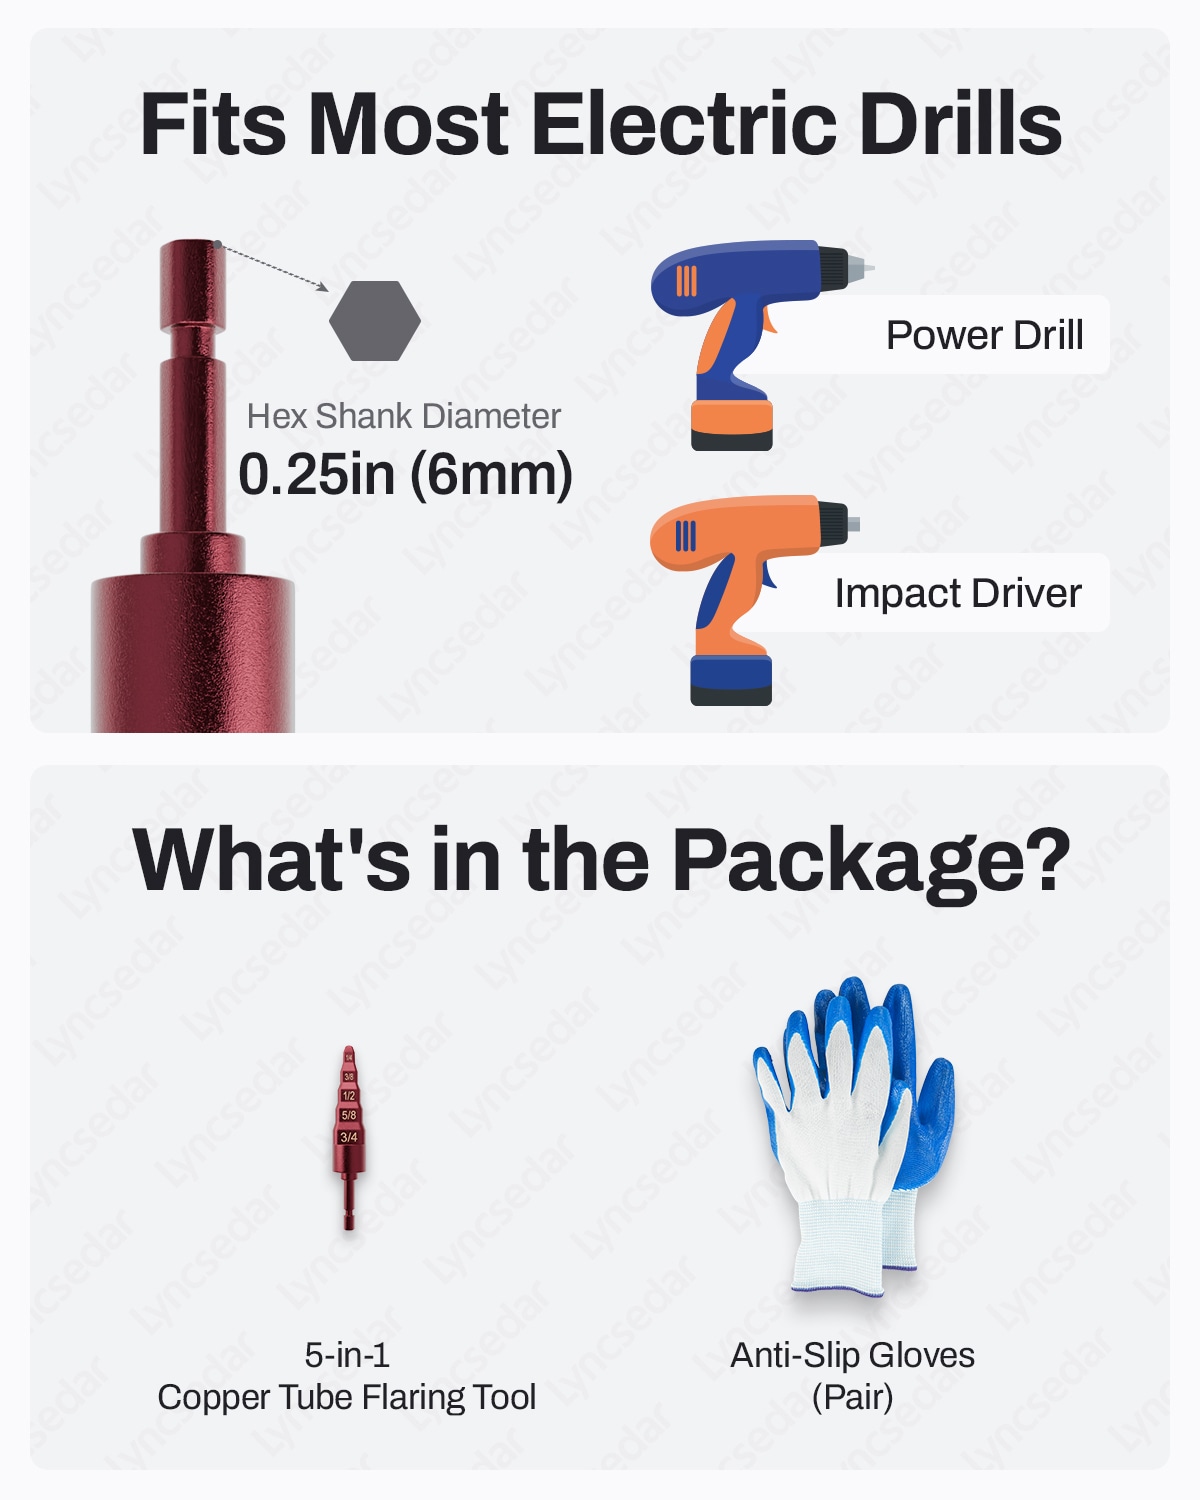 Fits Most Electric Drills
Hex Shank Diameter
0.25in (6mm)
Power Drill
Impact Driver
What's in the Package?
1/4
3/8
1/2
5/8
3/4
5-in-1
Copper Tube Flaring Tool
Anti-Slip Gloves
(Pair)
Lyncsedar